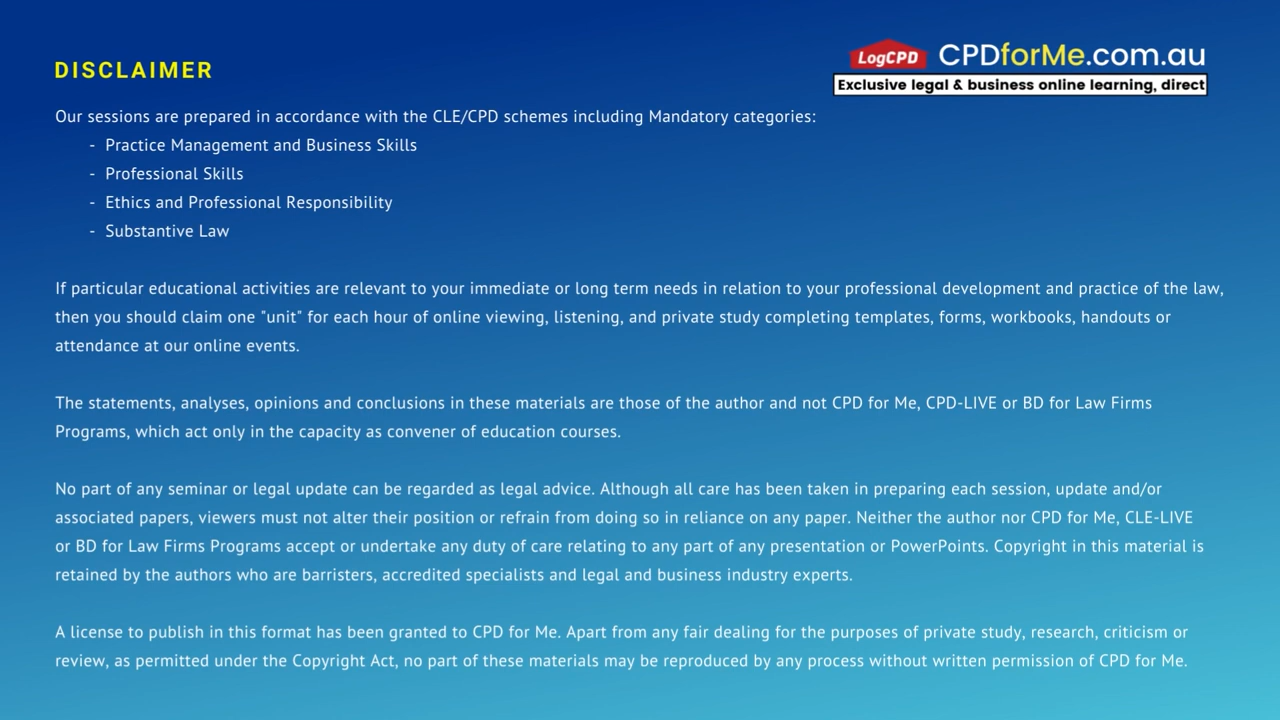 DISCLAIMER
LogCPD CPDforMe.com.au
Exclusive legal & business online learning, direct
Our sessions are prepared in accordance with the CLE/CPD schemes including Mandatory categories:
- Practice Management and Business Skills
- Professional Skills
- Ethics and Professional Responsibility
- Substantive Law
If particular educational activities are relevant to your immediate or long term needs in relation to your professional development and practice of the law,
then you should claim one "unit" for each hour of online viewing, listening, and private study completing templates, forms, workbooks, handouts or
attendance at our online events.
The statements, analyses, opinions and conclusions in these materials are those of the author and not CPD for Me, CPD-LIVE or BD for Law Firms
Programs, which act only in the capacity as convener of education courses.
No part of any seminar or legal update can be regarded as legal advice. Although all care has been taken in preparing each session, update and/or
associated papers, viewers must not alter their position or refrain from doing so in reliance on any paper. Neither the author nor CPD for Me, CLE-LIVE
or BD for Law Firms Programs accept or undertake any duty of care relating to any part of any presentation or PowerPoints. Copyright in this material is
retained by the authors who are barristers, accredited specialists and legal and business industry experts.
A license to publish in this format has been granted to CPD for Me. Apart from any fair dealing for the purposes of private study, research, criticism or
review, as permitted under the Copyright Act, no part of these materials may be reproduced by any process without written permission of CPD for Me.